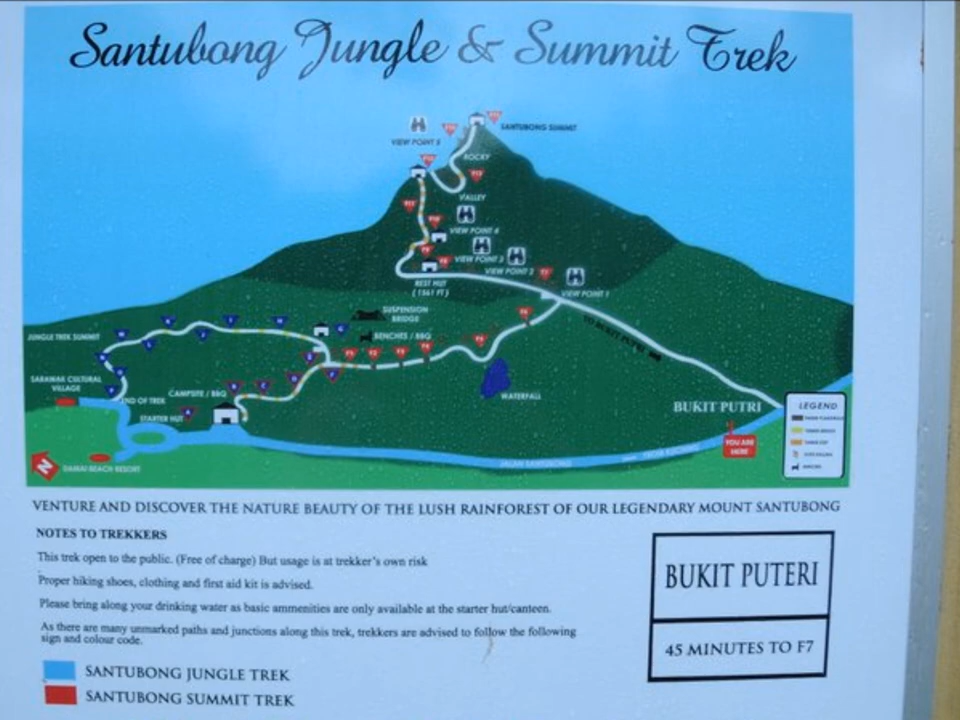 Santubong Jungle & Summit Trek
SANTUBONG SUMMIT
VIEW POINT 5
ROCKY
VALLEY
VIEW POINT 4
VIEW POINT 3
VIEW POINT 2
REST HUT
(1561 FT)
VIEW POINT 1
SUSPENSION
BRIDGE
JUNGLE TREK SUMMIT
BENCHES / BBQ
TO BUKIT PUTRI
SARAWAK CULTURAL
VILLAGE
CAMPSITE / BBQ
WATERFALL
END OF TREK
STARTER HUT
BUKIT PUTRI
LEGEND
YOU ARE
HERE
N
DAMAI BEACH RESORT
JALAN SANTUBONG
FROM KUCHING
VENTURE AND DISCOVER THE NATURE BEAUTY OF THE LUSH RAINFOREST OF OUR LEGENDARY MOUNT SANTUBONG
NOTES TO TREKKERS
This trek open to the public. (Free of charge) But usage is at trekker's own risk
Proper hiking shoes, clothing and first aid kit is advised.
Please bring along your drinking water as basic ammenities are only available at the starter hut/canteen.
As there are many unmarked paths and junctions along this trek, trekkers are advised to follow the following
sign and colour code.
SANTUBONG JUNGLE TREK
SANTUBONG SUMMIT TREK
BUKIT PUTERI
45 MINUTES TO F7